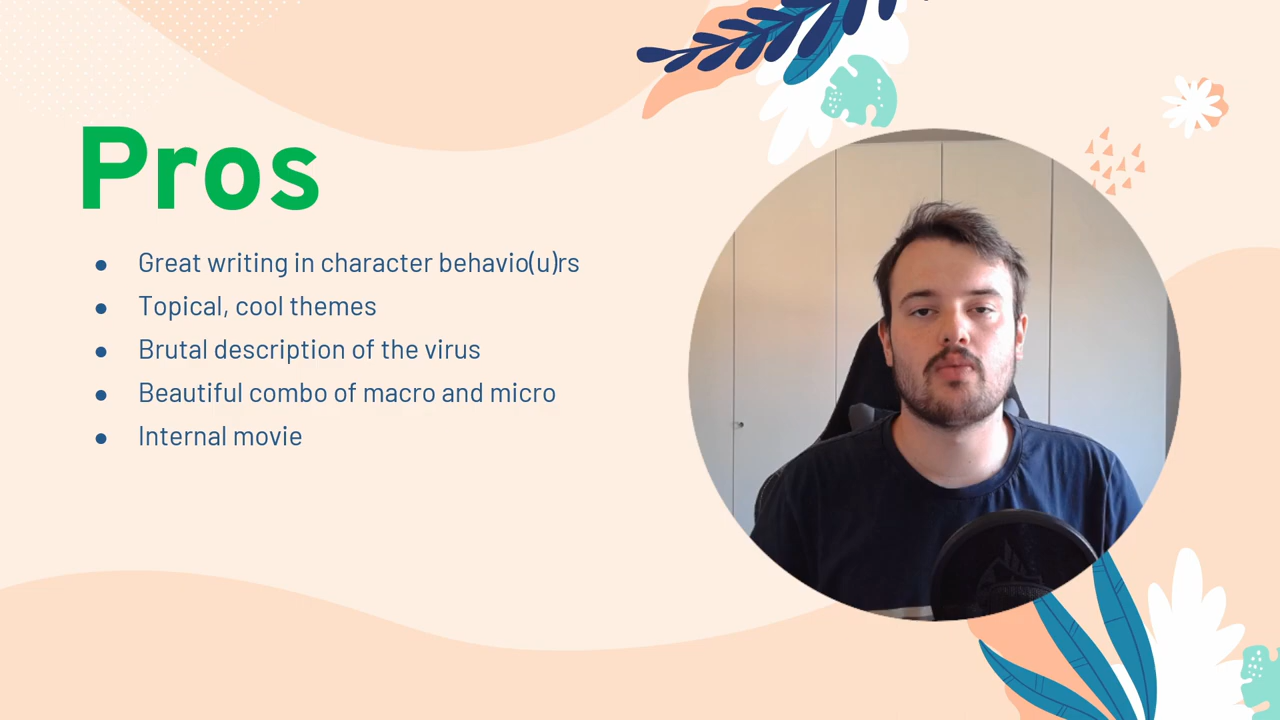 Pros
● Great writing in character behavio(u)rs
● Topical, cool themes
● Brutal description of the virus
● Beautiful combo of macro and micro
● Internal movie